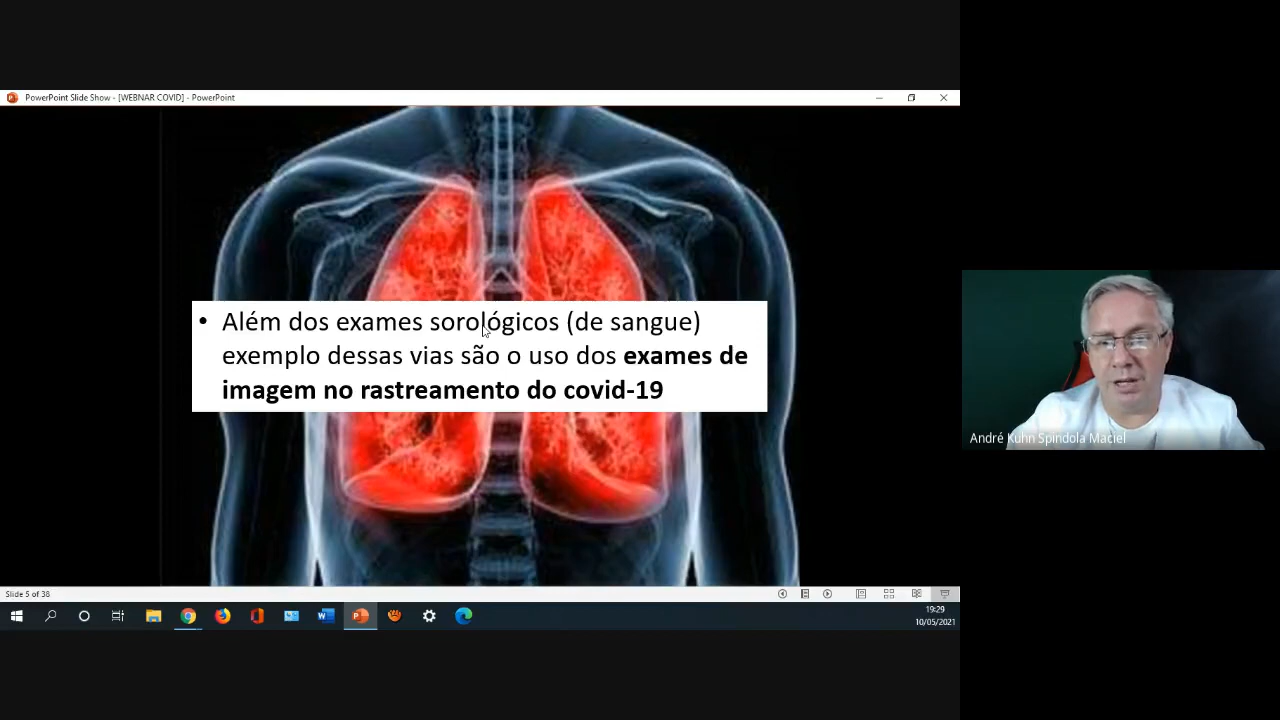 PowerPoint Slide Show - [WEBNAR COVID] - PowerPoint
• Além dos exames sorológicos (de sangue)
exemplo dessas vias são o uso dos exames de
imagem no rastreamento do covid-19
André Kuhn Spindola Maciel
Slide 5 of 38
19:29
10/05/2021